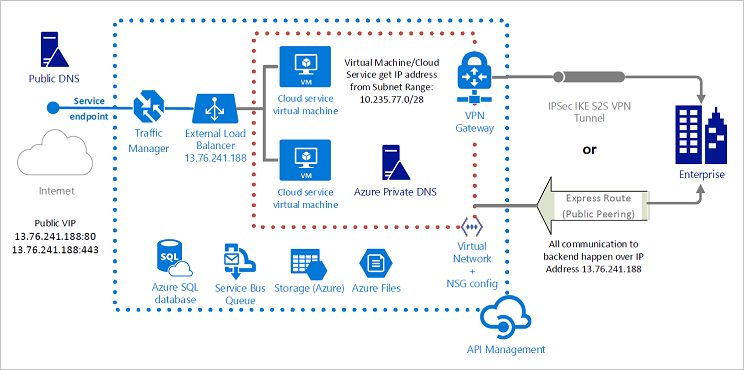 Public DNS
Service
endpoint
Internet
Public VIP
13.76.241.188:80
13.76.241.188:443
Traffic
Manager
External Load
Balancer
13.76.241.188
VM
Cloud service
virtual machine
VM
Cloud service
virtual machine
Virtual Machine/Cloud
Service get IP address
from Subnet Range:
10.235.77.0/28
Azure Private DNS
VPN
Gateway
IPSec IKE S2S VPN
Tunnel
or
Enterprise
Express Route
(Public Peering)
All communication to
backend happen over IP
Address 13.76.241.188
Virtual
Network
+
NSG config
SQL
Azure SQL
database
Service Bus
Queue
Storage (Azure)
Azure Files
API Management